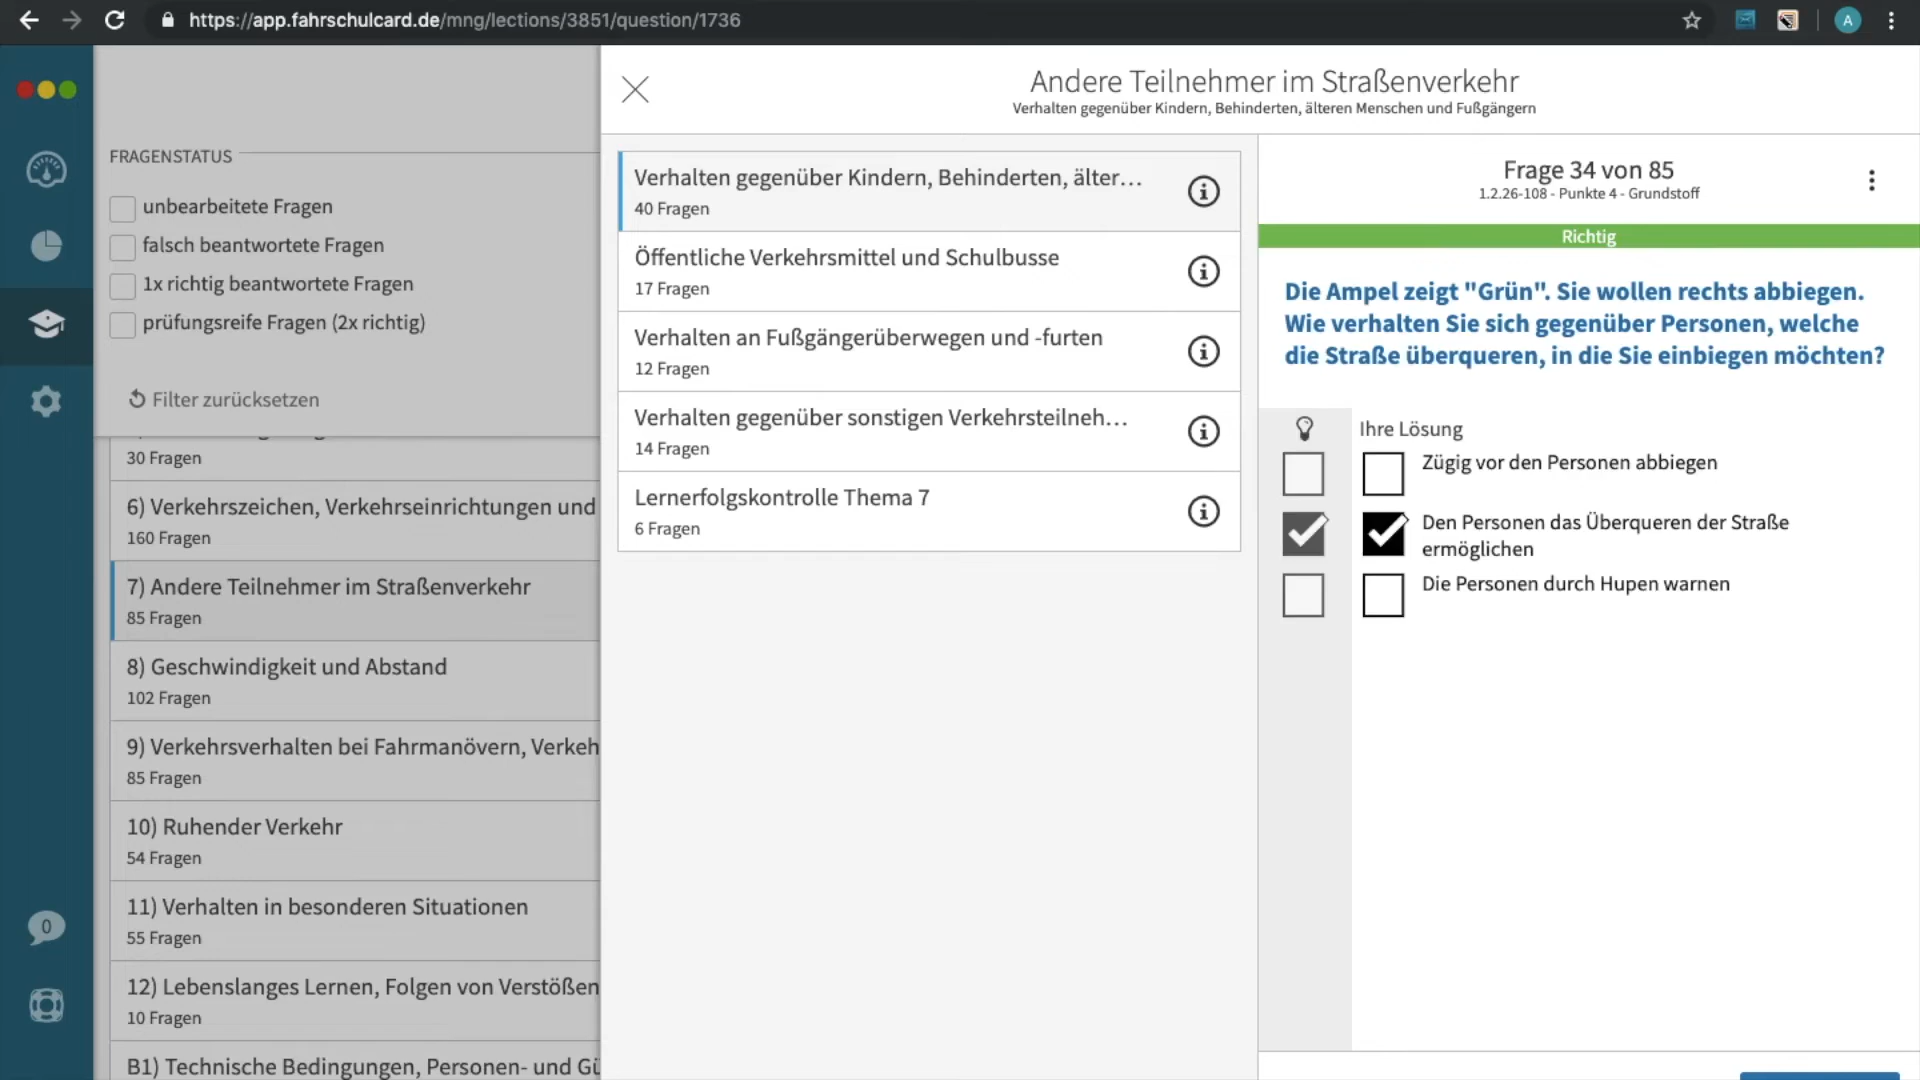 https://app.fahrschulcard.de/mng/lections/3851/question/1736
A
Andere Teilnehmer im Straßenverkehr
Verhalten gegenüber Kindern, Behinderten, älteren Menschen und Fußgängern
FRAGENSTATUS
unbearbeitete Fragen
falsch beantwortete Fragen
1x richtig beantwortete Fragen
prüfungsreife Fragen (2x richtig)
Filter zurücksetzen
30 Fragen
6) Verkehrszeichen, Verkehrseinrichtungen und
160 Fragen
7) Andere Teilnehmer im Straßenverkehr
85 Fragen
8) Geschwindigkeit und Abstand
102 Fragen
9) Verkehrsverhalten bei Fahrmanövern, Verkeh
85 Fragen
10) Ruhender Verkehr
54 Fragen
11) Verhalten in besonderen Situationen
55 Fragen
12) Lebenslanges Lernen, Folgen von Verstößen
10 Fragen
B1) Technische Bedingungen, Personen- und Gü
0
Verhalten gegenüber Kindern, Behinderten, älter...
40 Fragen
Öffentliche Verkehrsmittel und Schulbusse
17 Fragen
Verhalten an Fußgängerüberwegen und -furten
12 Fragen
Verhalten gegenüber sonstigen Verkehrsteilneh...
14 Fragen
Lernerfolgskontrolle Thema 7
6 Fragen
Frage 34 von 85
1.2.26-108 - Punkte 4 - Grundstoff
Richtig
Die Ampel zeigt "Grün". Sie wollen rechts abbiegen.
Wie verhalten Sie sich gegenüber Personen, welche
die Straße überqueren, in die Sie einbiegen möchten?
Ihre Lösung
Zügig vor den Personen abbiegen
Den Personen das Überqueren der Straße
ermöglichen
Die Personen durch Hupen warnen